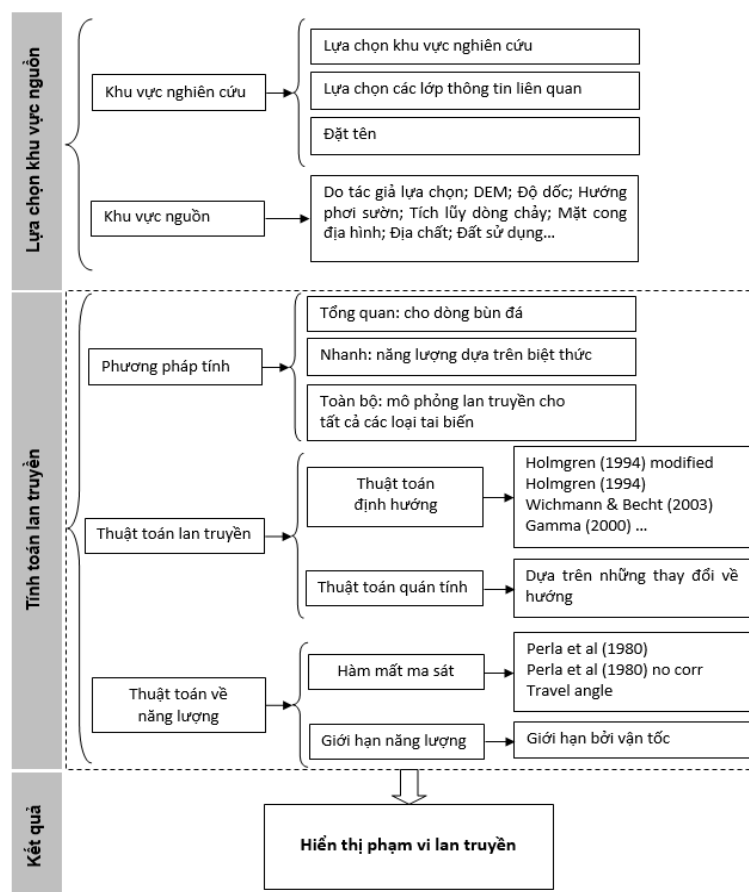 Lựa chọn khu vực nguồn
Khu vực nghiên cứu
Lựa chọn khu vực nghiên cứu
Lựa chọn các lớp thông tin liên quan
Đặt tên
Khu vực nguồn
Do tác giả lựa chọn; DEM; Độ dốc; Hướng
phơi sườn; Tích lũy dòng chảy; Mặt cong
địa hình; Địa chất; Đất sử dụng...
Tính toán lan truyền
Phương pháp tính
Tổng quan: cho dòng bùn đá
Nhanh: năng lượng dựa trên biệt thức
Toàn bộ: mô phỏng lan truyền cho
tất cả các loại tai biến
Thuật toán lan truyền
Thuật toán
định hướng
Holmgren (1994) modified
Holmgren (1994)
Wichmann & Becht (2003)
Gamma (2000) ...
Thuật toán quán tính
Dựa trên những thay đổi về
hướng
Thuật toán về
năng lượng
Hàm mất ma sát
Perla et al (1980)
Perla et al (1980) no corr
Travel angle
Giới hạn năng lượng
Giới hạn bởi vận tốc
Kết quả
Hiển thị phạm vi lan truyền